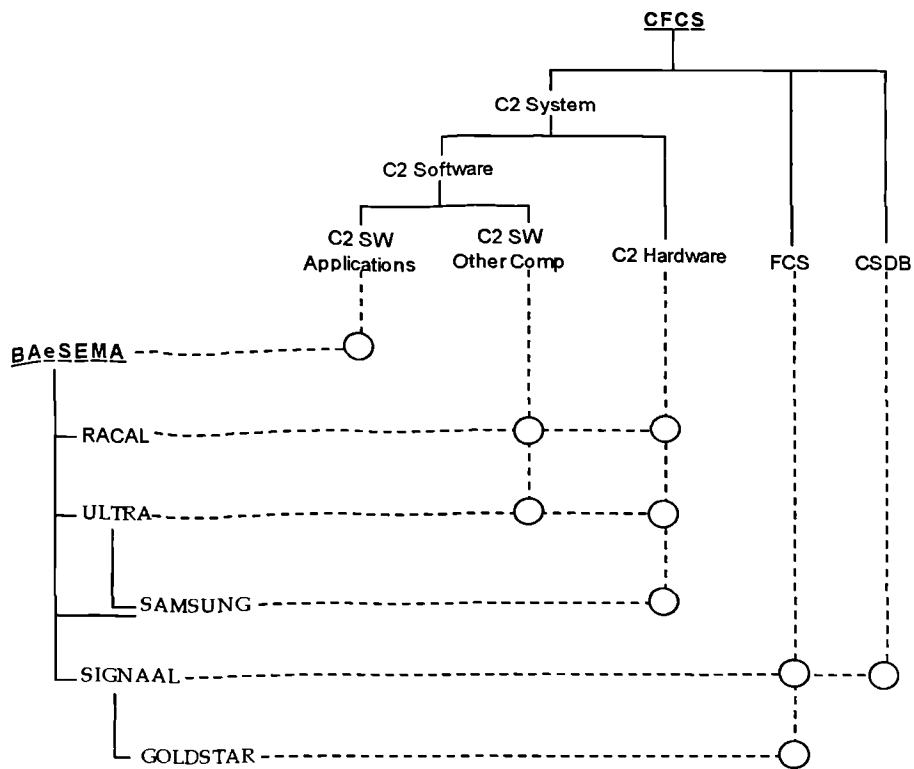 CFCS
C2 System
C2 Software
C2 SW
Applications
C2 SW
Other Comp
C2 Hardware
FCS
CSDB
BAeSEMA
RACAL
ULTRA
SAMSUNG
SIGNAAL
GOLDSTAR